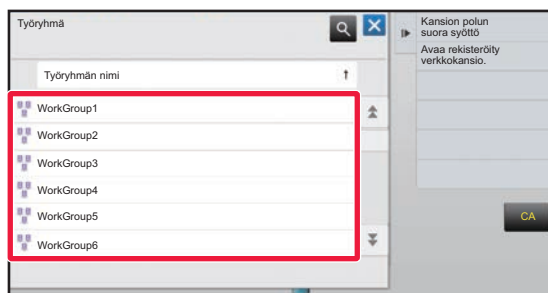 Työryhmä
Työryhmän nimi
WorkGroup1
WorkGroup2
WorkGroup3
WorkGroup4
WorkGroup5
WorkGroup6
Kansion polun
suora syöttö
Avaa rekisteröity
verkkokansio.
CA